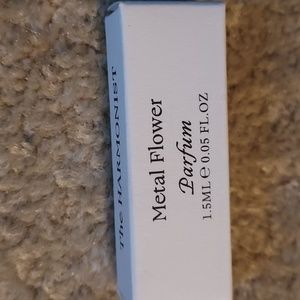 The HARMONIST
Metal Flower
Parfum
1.5ML ℮ 0.05 FL.OZ